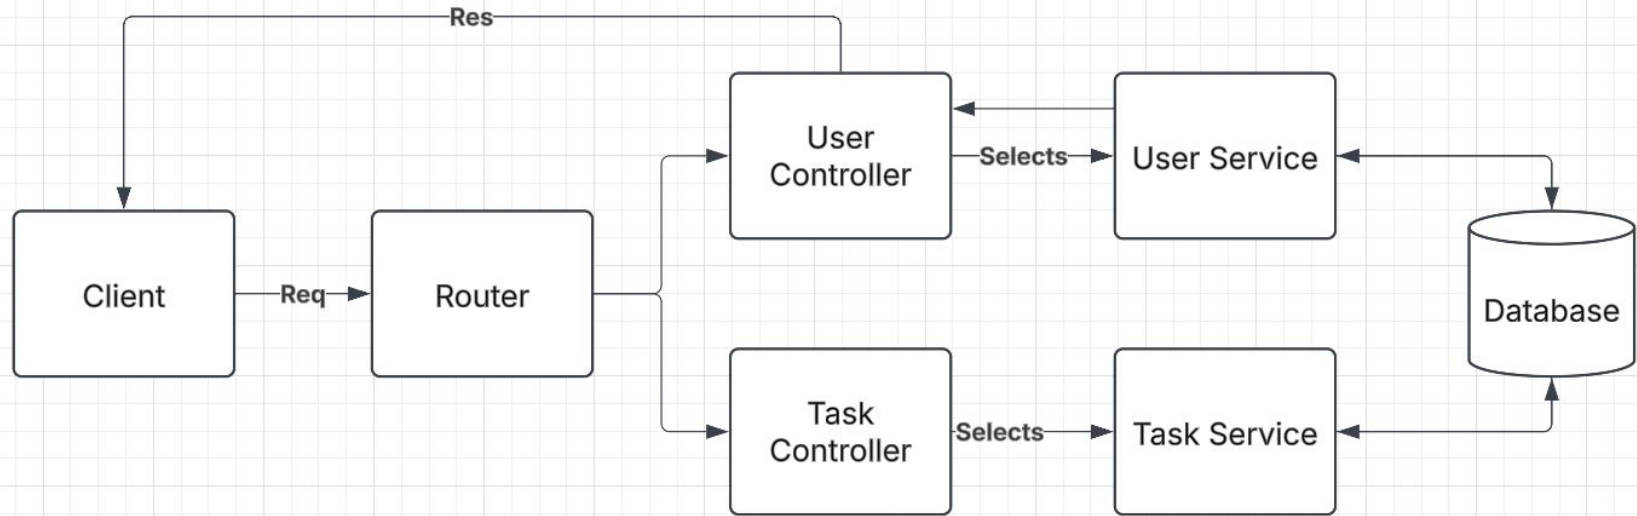 Res
User
Controller
Selects
User Service
Client
Req
Router
Database
Task
Controller
Selects
Task Service